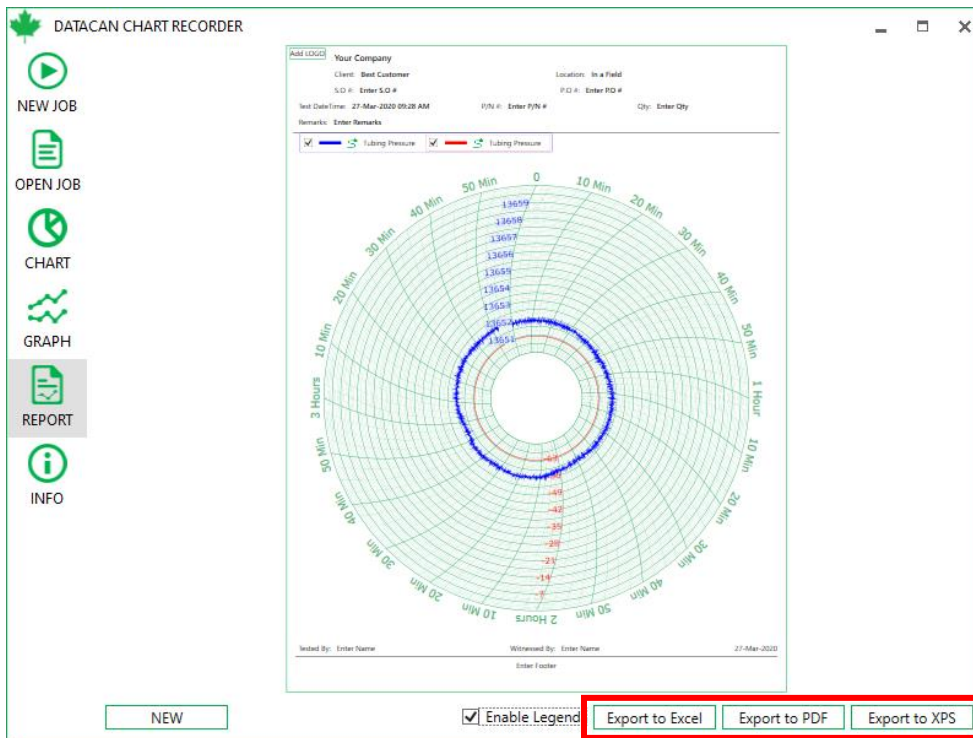 DATACAN CHART RECORDER
NEW JOB
OPEN JOB
CHART
GRAPH
REPORT
INFO
Add LOGO
Your Company
Client: Best Customer Location: In a Field
S.O #: Enter S.O # P.O #: Enter P.O #
Test DateTime: 27-Mar-2020 09:28 AM P/N #: Enter P/N # Qty: Enter Qty
Remarks: Enter Remarks
Tubing Pressure Tubing Pressure
0
10 Min
20 Min
30 Min
40 Min
50 Min
1 Hour
10 Min
20 Min
30 Min
40 Min
50 Min
2 Hours
10 Min
20 Min
30 Min
40 Min
50 Min
3 Hours
10 Min
20 Min
30 Min
40 Min
50 Min
13659
13658
13657
13656
13655
13654
13653
13652
13651
-49
-42
-35
-28
-21
-14
-7
Tested By: Enter Name Witnessed By: Enter Name 27-Mar-2020
Enter Footer
NEW
Enable Legend
Export to Excel
Export to PDF
Export to XPS